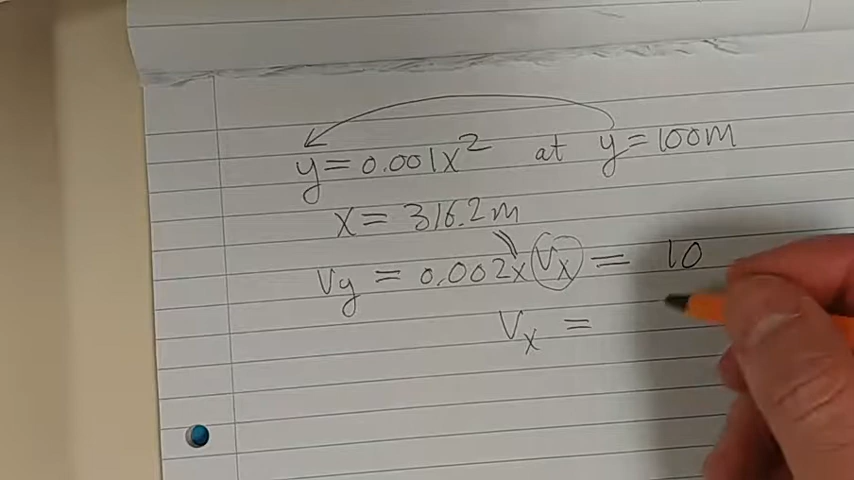 y = 0.001x² at y = 100m
x = 316.2m
Vy = 0.002x Vx = 10
Vx =